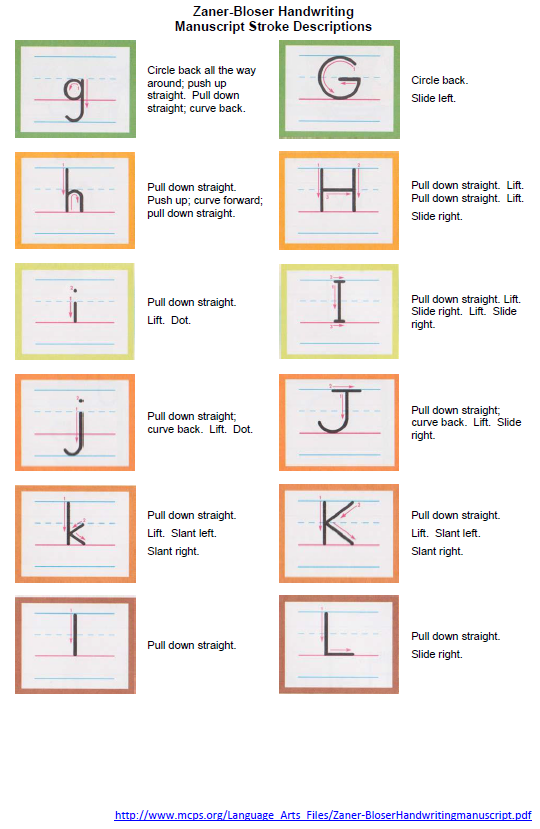 Zaner-Bloser Handwriting
Manuscript Stroke Descriptions
g
Circle back all the way
around; push up
straight. Pull down
straight; curve back.
G
Circle back.
Slide left.
h
Pull down straight.
Push up; curve forward;
pull down straight.
H
Pull down straight. Lift.
Pull down straight. Lift.
Slide right.
i
Pull down straight.
Lift. Dot.
I
Pull down straight. Lift.
Slide right. Lift. Slide
right.
j
Pull down straight;
curve back. Lift. Dot.
J
Pull down straight;
curve back. Lift. Slide
right.
k
Pull down straight.
Lift. Slant left.
Slant right.
K
Pull down straight.
Lift. Slant left.
Slant right.
l
Pull down straight.
L
Pull down straight.
Slide right.
http://www.mcps.org/Language_Arts_Files/Zaner-BloserHandwritingmanuscript.pdf